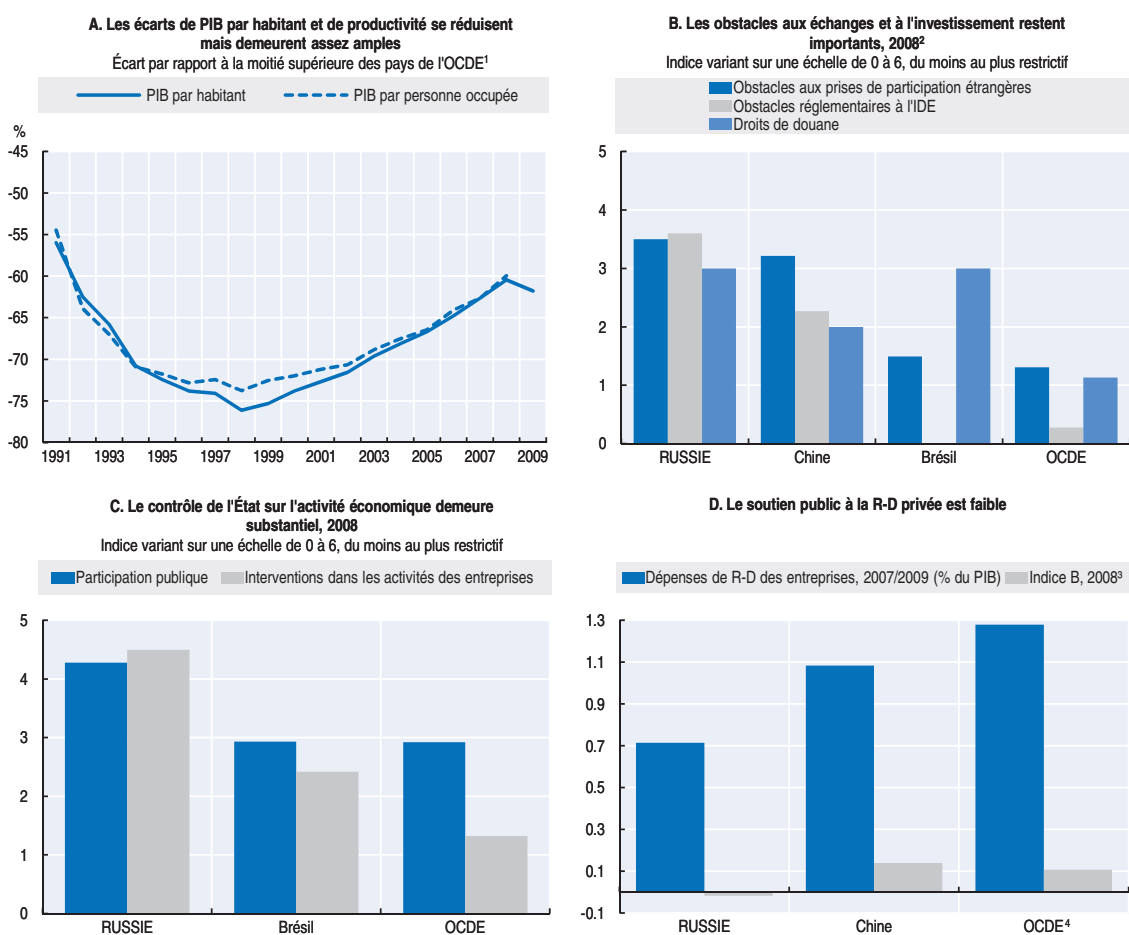 A. Les écarts de PIB par habitant et de productivité se réduisent
mais demeurent assez amples
Écart par rapport à la moitié supérieure des pays de l'OCDE¹
PIB par habitant
PIB par personne occupée
%
-45
-50
-55
-60
-65
-70
-75
-80
1991
1993
1995
1997
1999
2001
2003
2005
2007
2009
B. Les obstacles aux échanges et à l'investissement restent
importants, 2008²
Indice variant sur une échelle de 0 à 6, du moins au plus restrictif
Obstacles aux prises de participation étrangères
Obstacles réglementaires à l'IDE
Droits de douane
5
4
3
2
1
0
RUSSIE
Chine
Brésil
OCDE
C. Le contrôle de l'État sur l'activité économique demeure
substantiel, 2008
Indice variant sur une échelle de 0 à 6, du moins au plus restrictif
Participation publique
Interventions dans les activités des entreprises
5
4
3
2
1
0
RUSSIE
Brésil
OCDE
D. Le soutien public à la R-D privée est faible
Dépenses de R-D des entreprises, 2007/2009 (% du PIB)
Indice B, 2008³
1.3
1.1
0.9
0.7
0.5
0.3
0.1
-0.1
RUSSIE
Chine
OCDE⁴